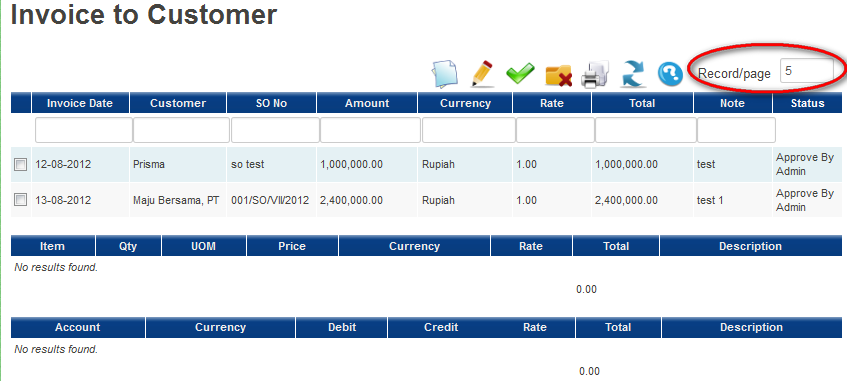 Invoice to Customer
Record/page 5
Invoice Date Customer SO No Amount Currency Rate Total Note Status
12-08-2012 Prisma so test 1,000,000.00 Rupiah 1.00 1,000,000.00 test Approve By
Admin
13-08-2012 Maju Bersama, PT 001/SO/VII/2012 2,400,000.00 Rupiah 1.00 2,400,000.00 test 1 Approve By
Admin
Item Qty UOM Price Currency Rate Total Description
No results found.
0.00
Account Currency Debit Credit Rate Total Description
No results found.
0.00